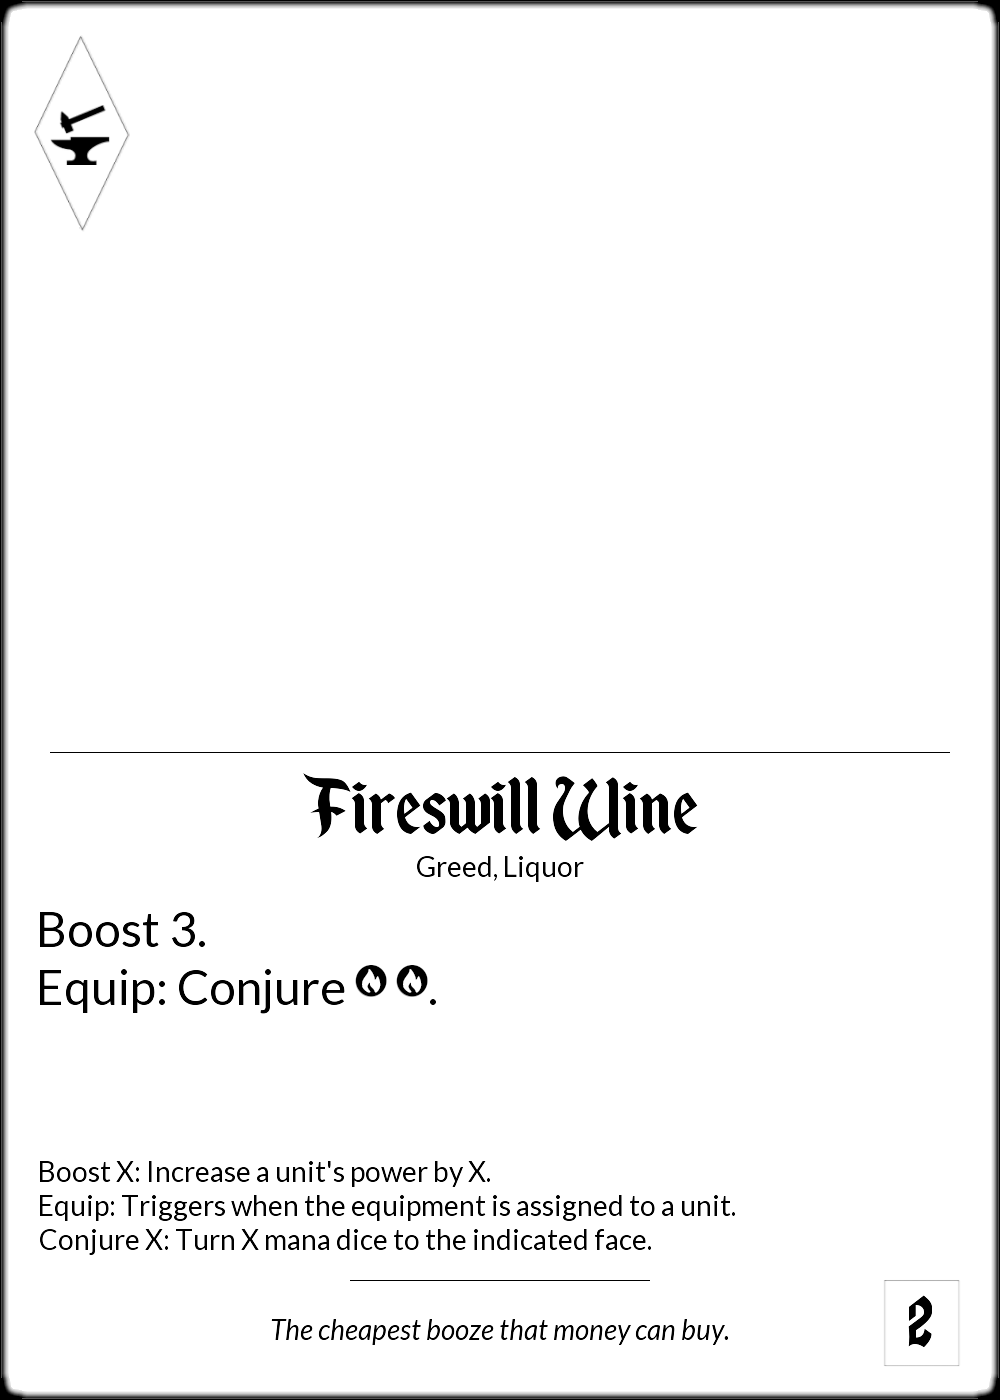 Fireswill Wine
Greed, Liquor
Boost 3.
Equip: Conjure .
Boost X: Increase a unit's power by X.
Equip: Triggers when the equipment is assigned to a unit.
Conjure X: Turn X mana dice to the indicated face.
The cheapest booze that money can buy.
2